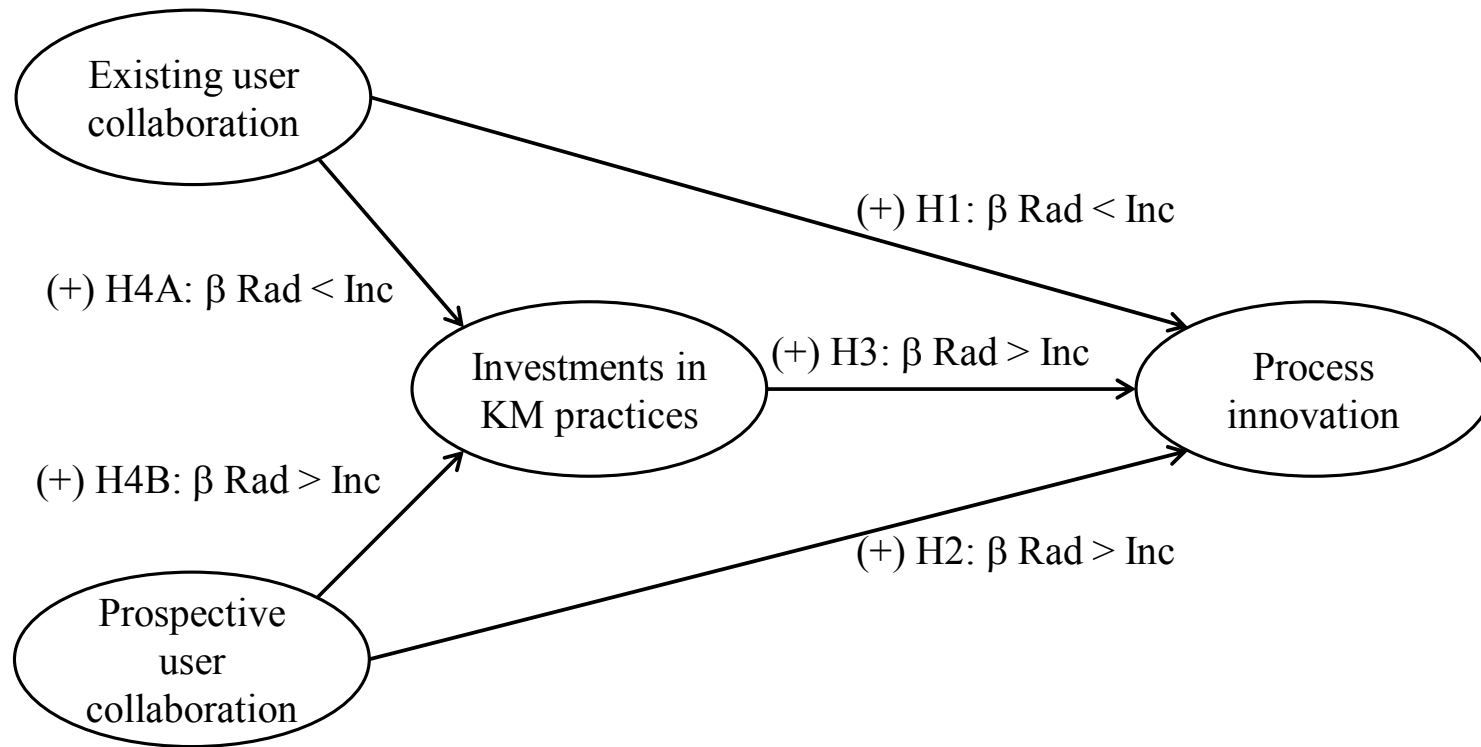 Existing user
collaboration
(+) H1: β Rad < Inc
(+) H4A: β Rad < Inc
Investments in
KM practices
(+) H3: β Rad > Inc
Process
innovation
(+) H4B: β Rad > Inc
(+) H2: β Rad > Inc
Prospective
user
collaboration